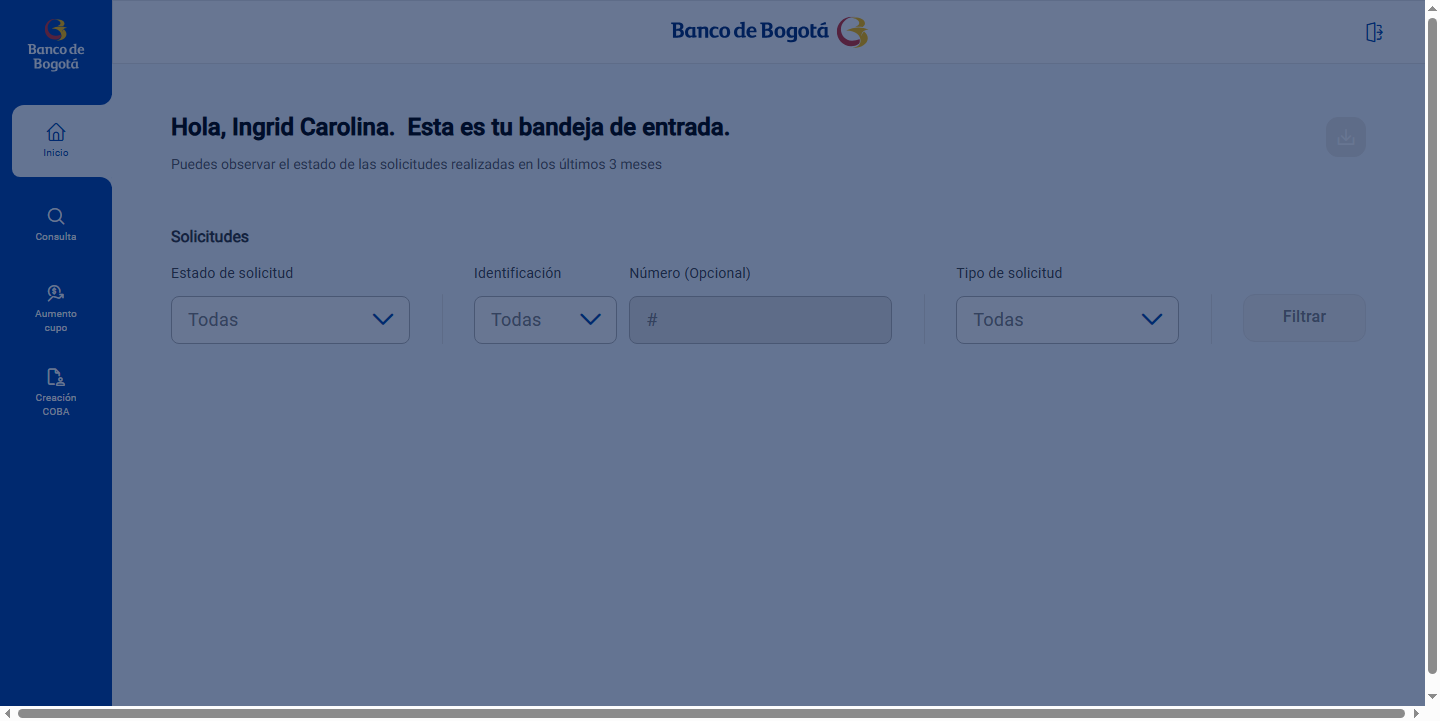 Banco de
Bogotá
Banco de Bogotá
Inicio
Consulta
Aumento
cupo
Creación
COBA
Hola, Ingrid Carolina.  Esta es tu bandeja de entrada.
Puedes observar el estado de las solicitudes realizadas en los últimos 3 meses
Solicitudes
Estado de solicitud
Todas
Identificación
Todas
Número (Opcional)
#
Tipo de solicitud
Todas
Filtrar